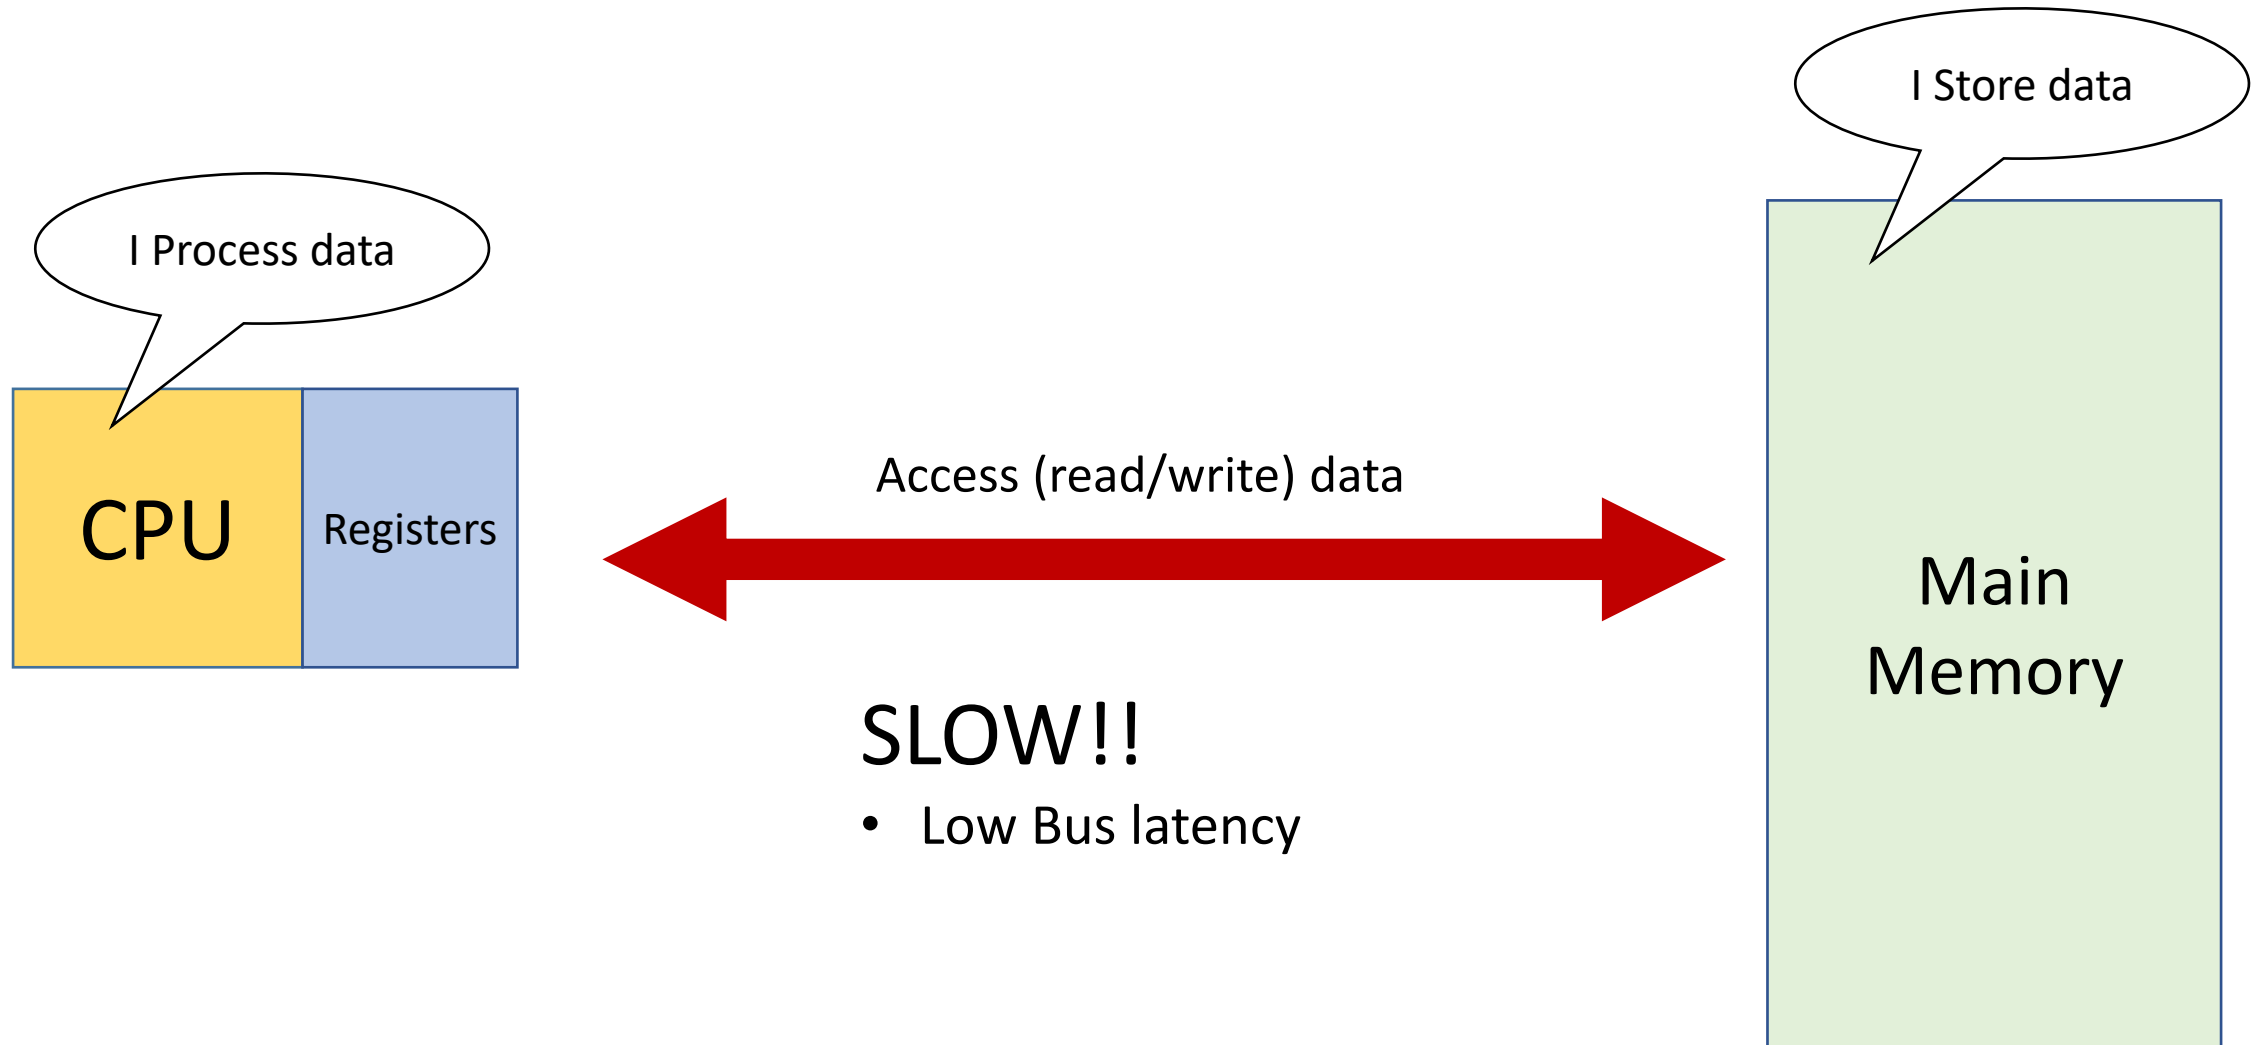 I Store data
I Process data
CPU
Registers
Access (read/write) data
Main
Memory
SLOW!!
• Low Bus latency